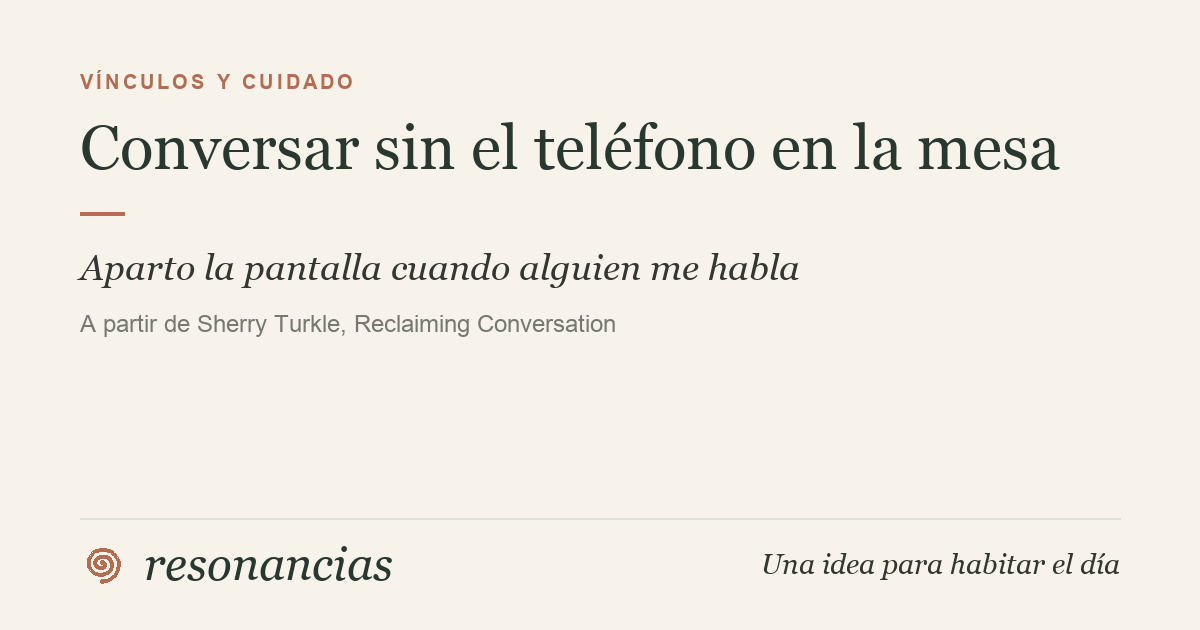 VÍNCULOS Y CUIDADO
Conversar sin el teléfono en la mesa
Aparto la pantalla cuando alguien me habla
A partir de Sherry Turkle, Reclaiming Conversation
resonancias
Una idea para habitar el día